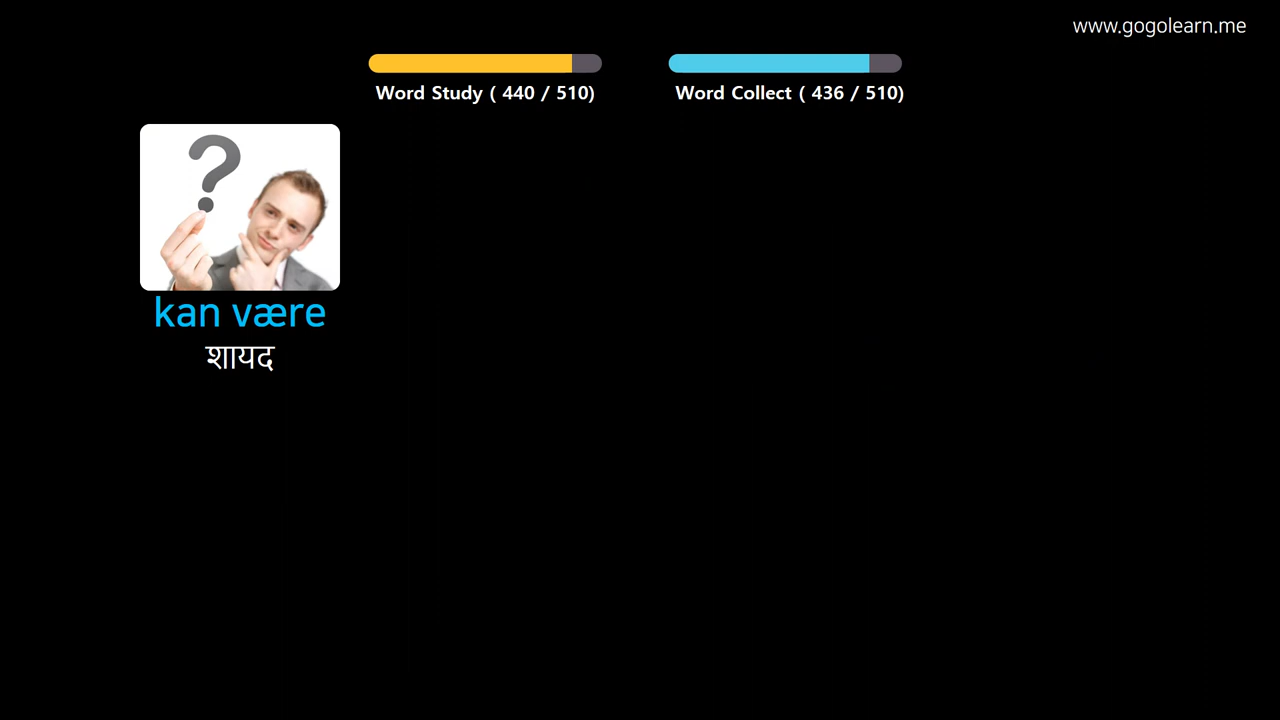 www.gogolearn.me
Word Study ( 440 / 510)
Word Collect ( 436 / 510)
?
kan være
शायद